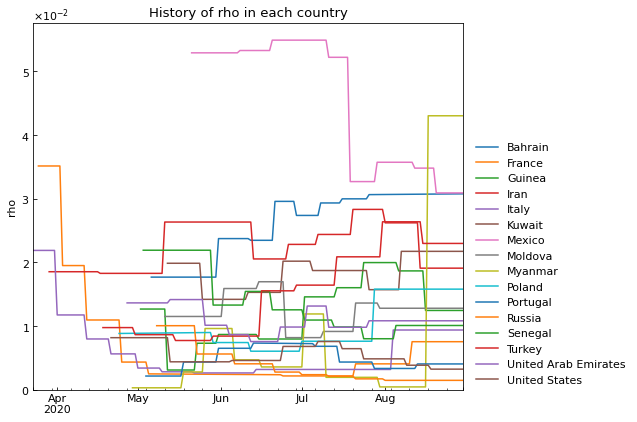 History of rho in each country
×10⁻²
5
4
3
2
1
0
rho
Apr
2020
May
Jun
Jul
Aug
Bahrain
France
Guinea
Iran
Italy
Kuwait
Mexico
Moldova
Myanmar
Poland
Portugal
Russia
Senegal
Turkey
United Arab Emirates
United States